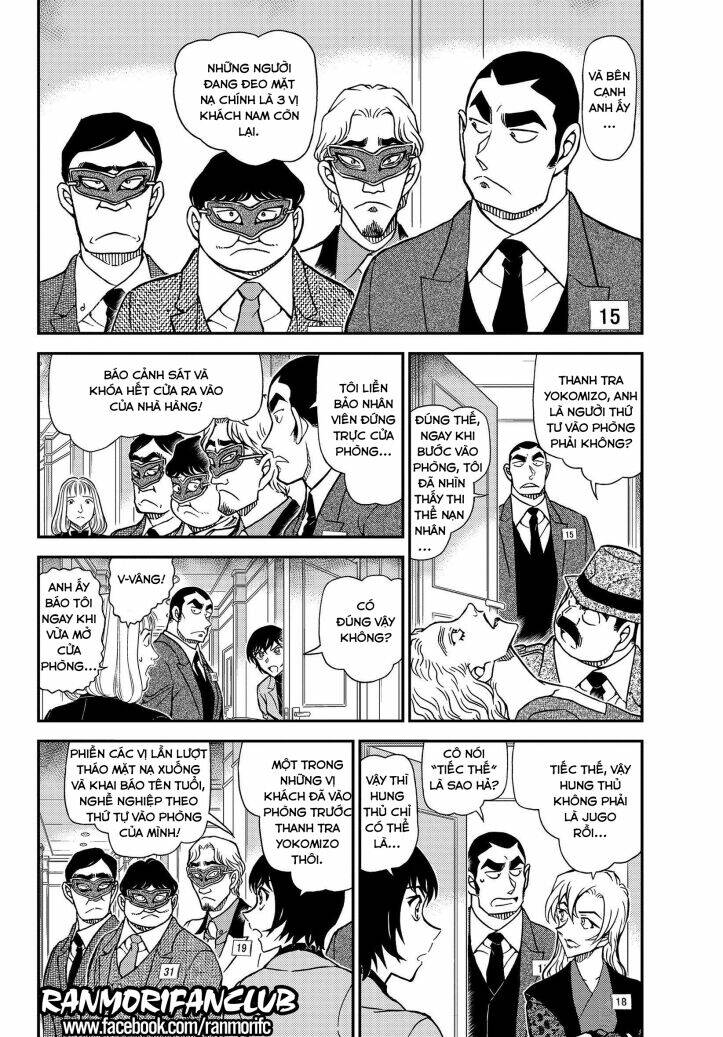 VÀ BÊN
CẠNH
ANH ẤY
...
NHỮNG NGƯỜI
ĐANG ĐEO MẶT
NẠ CHÍNH LÀ 3 VỊ
KHÁCH NAM CÒN
LẠI.
15
THANH TRA
YOKOMIZO, ANH
LÀ NGƯỜI THỨ
TƯ VÀO PHÒNG
PHẢI KHÔNG?
ĐÚNG THẾ,
NGAY KHI
BƯỚC VÀO
PHÒNG, TÔI
ĐÃ NHÌN
THẤY THI
THỂ NẠN
NHÂN
...
15
TÔI LIỀN
BẢO NHÂN
VIÊN ĐỨNG
TRỰC CỬA
PHÒNG...
BÁO CẢNH SÁT VÀ
KHÓA HẾT CỬA RA VÀO
CỦA NHÀ HÀNG!
CÓ
ĐÚNG VẬY
KHÔNG?
V-VÂNG!
ANH ẤY
BÁO TÔI
NGAY KHI
VỪA MỞ
CỬA
PHÒNG...
TIẾC
THẾ, VẬY
HUNG THỦ
KHÔNG
PHẢI
LÀ JUGO
RỒI...
CÔ NÓI
"TIẾC THẾ"
LÀ SAO HẢ?
VẬY THÌ
HUNG
THỦ CHỈ
CÓ THỂ
LÀ...
18
MỘT TRONG
NHỮNG VỊ
KHÁCH ĐÃ VÀO
PHÒNG TRƯỚC
THANH TRA
YOKOMIZO
THÔI.
PHIỀN CÁC VỊ LẦN LƯỢT
THÁO MẶT NẠ XUỐNG
VÀ KHAI BÁO TÊN TUỔI,
NGHỀ NGHIỆP THEO
THỨ TỰ VÀO PHÒNG
CỦA MÌNH!
19
31
RANMORIFANCLUB
www.facebook.com/ranmorifc